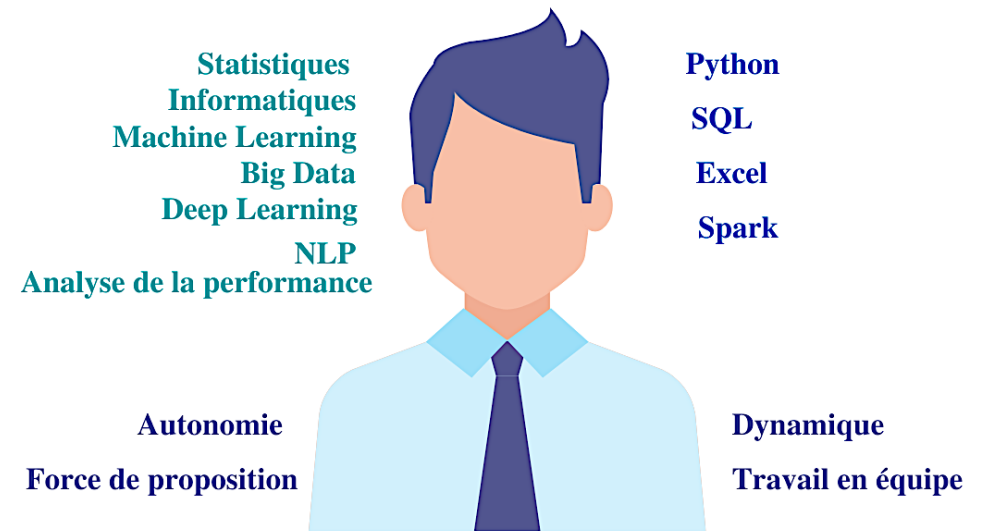 Statistiques
Informatiques
Machine Learning
Big Data
Deep Learning
NLP
Analyse de la performance
Python
SQL
Excel
Spark
Autonomie
Force de proposition
Dynamique
Travail en équipe